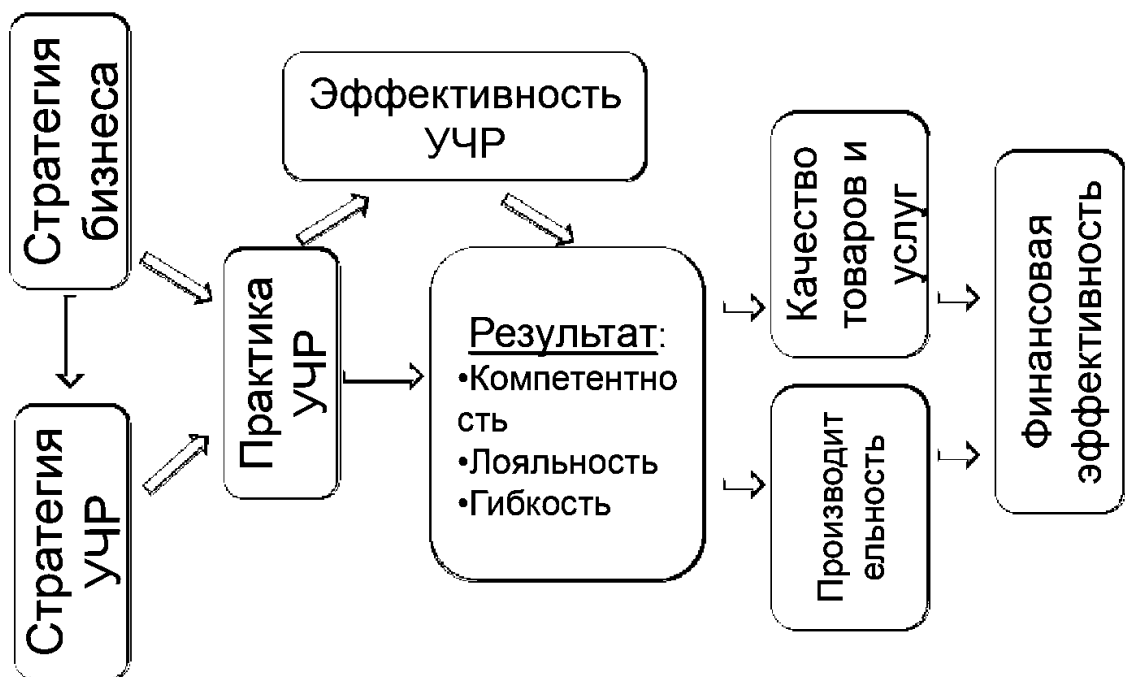 Стратегия
бизнеса
Стратегия
УЧР
Практика
УЧР
Эффективность
УЧР
Результат:
•Компетентно
сть
•Лояльность
•Гибкость
Качество
товаров и
услуг
Производит
ельность
Финансовая
эффективность